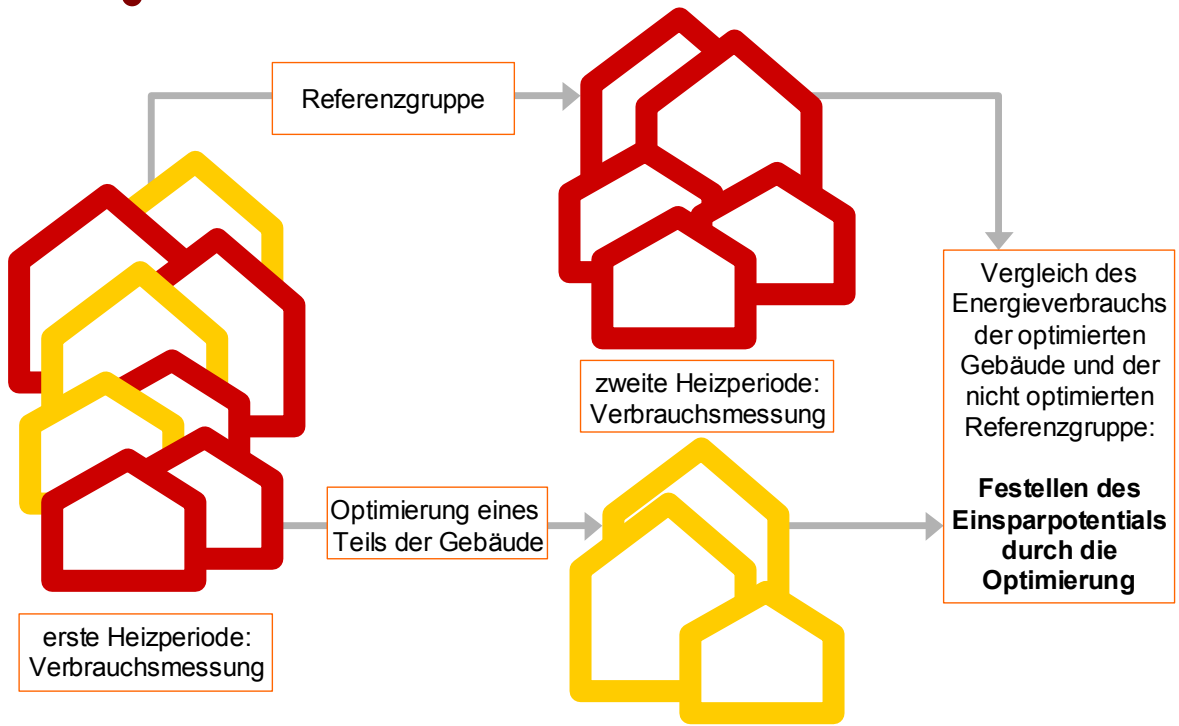 Referenzgruppe
zweite Heizperiode:
Verbrauchsmessung
Optimierung eines
Teils der Gebäude
erste Heizperiode:
Verbrauchsmessung
Vergleich des
Energieverbrauchs
der optimierten
Gebäude und der
nicht optimierten
Referenzgruppe:
Festellen des
Einsparpotentials
durch die
Optimierung